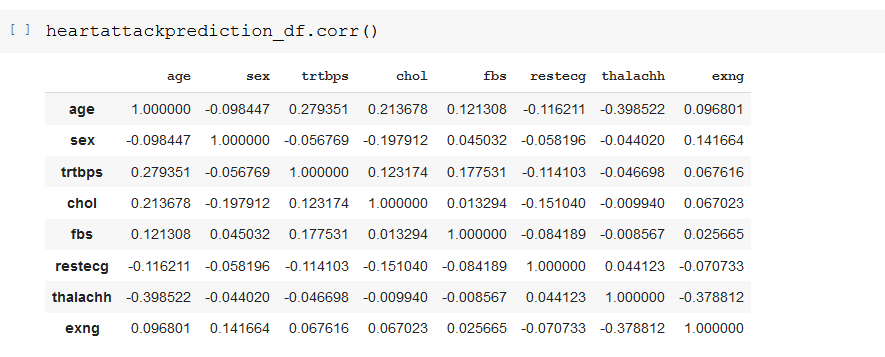 [ ] heartattackprediction_df.corr()
age sex trtbps chol fbs restecg thalachh exng
age 1.000000 -0.098447 0.279351 0.213678 0.121308 -0.116211 -0.398522 0.096801
sex -0.098447 1.000000 -0.056769 -0.197912 0.045032 -0.058196 -0.044020 0.141664
trtbps 0.279351 -0.056769 1.000000 0.123174 0.177531 -0.114103 -0.046698 0.067616
chol 0.213678 -0.197912 0.123174 1.000000 0.013294 -0.151040 -0.009940 0.067023
fbs 0.121308 0.045032 0.177531 0.013294 1.000000 -0.084189 -0.008567 0.025665
restecg -0.116211 -0.058196 -0.114103 -0.151040 -0.084189 1.000000 0.044123 -0.070733
thalachh -0.398522 -0.044020 -0.046698 -0.009940 -0.008567 0.044123 1.000000 -0.378812
exng 0.096801 0.141664 0.067616 0.067023 0.025665 -0.070733 -0.378812 1.000000